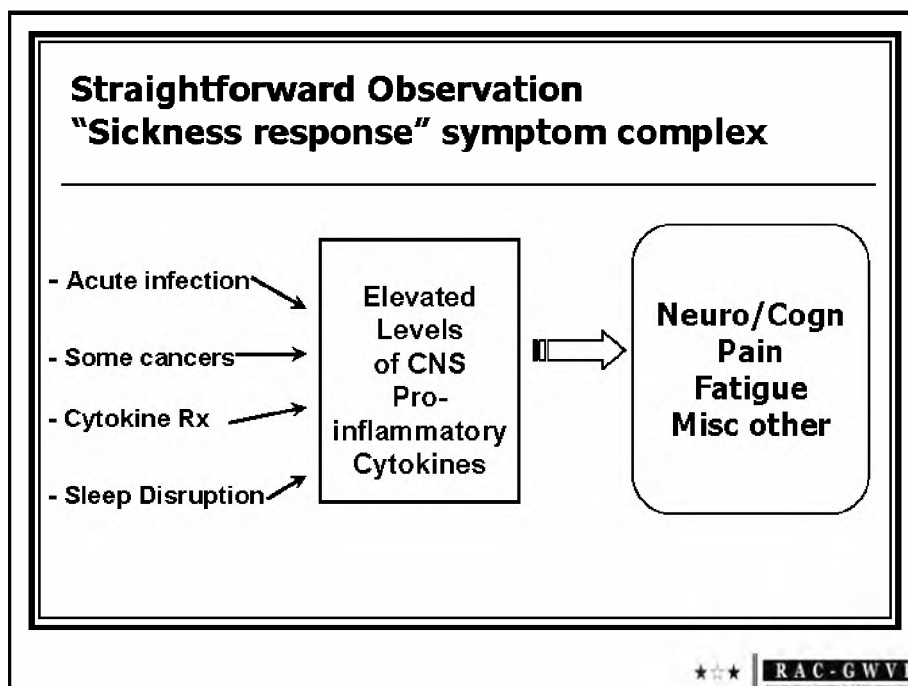 Straightforward Observation
“Sickness response” symptom complex
- Acute infection
- Some cancers
- Cytokine Rx
- Sleep Disruption
Elevated
Levels
of CNS
Pro-
inflammatory
Cytokines
Neuro/Cogn
Pain
Fatigue
Misc other